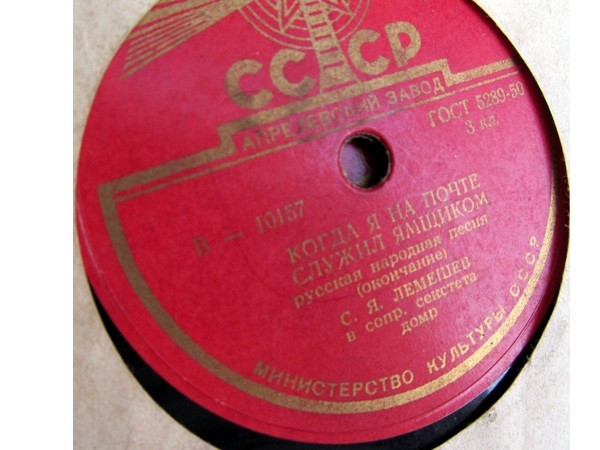 СССР
АПРЕЛЕВСКИЙ ЗАВОД
ГОСТ 5289-50
3 кл.
В — 10157
КОГДА Я НА ПОЧТЕ
СЛУЖИЛ ЯМЩИКОМ
русская народная песня
(окончание)
С. Я. ЛЕМЕШЕВ
в сопр. секстета
домр
МИНИСТЕРСТВО КУЛЬТУРЫ СССР